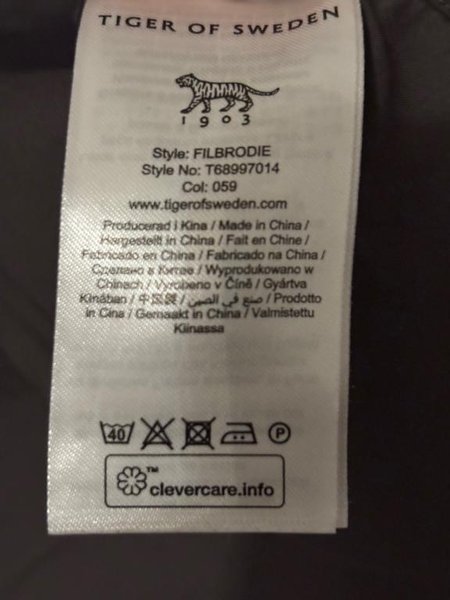 TIGER OF SWEDEN
1903
Style: FILBRODIE
Style No: T68997014
Col: 059
www.tigerofsweden.com
Producerad i Kina / Made in China /
Hergestellt in China / Fait en Chine /
Fabricado en China / Fabricado na China /
Сделано в Китае / Wyprodukowano w
Chinach / Vyrobeno v Číně / Gyártva
Kínában / 中国製 / صنع في الصين / Prodotto
in Cina / Gemaakt in China / Valmistettu
Kiinassa
40 P
™
clevercare.info